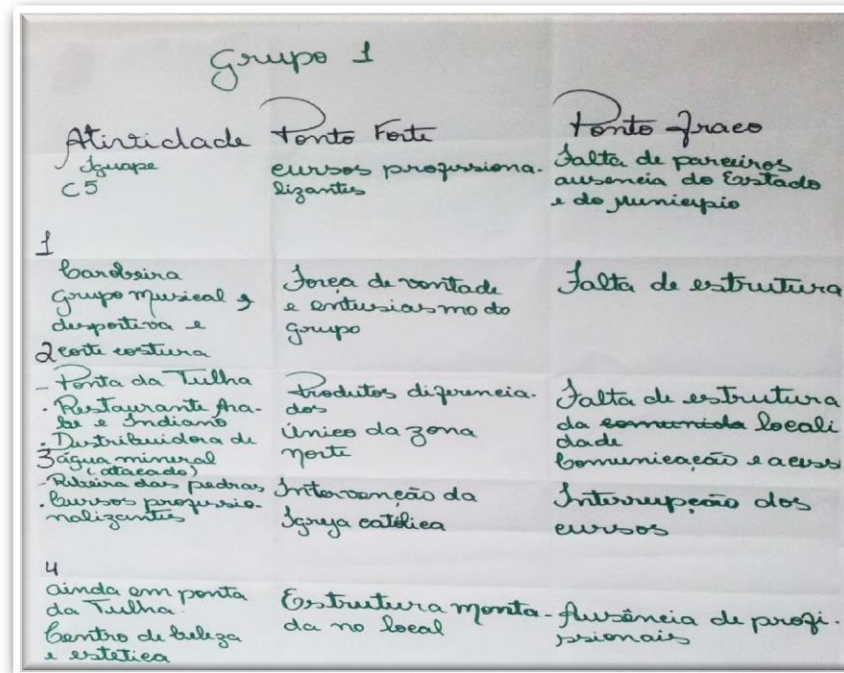 Grupo 1
Atividade Ponto Forte Ponto fraco
Iguape cursos profissiona- Falta de parceiros
C5 lizantes ausencia do Estado
e do Municipio
1
Carobeira Força de vontade Falta de estrutura
Grupo Musical e entusiasmo do
desportiva e grupo
2 corte costura
- Ponta da Tulha Produtos diferencia- Falta de estrutura
• Restaurante Ára- dos da comunida locali
be e Indiano Único da zona dade
• Distribuidora de norte Comunicação e acess
3 água mineral
(atacado)
- Ribeira das pedras Intervenção da Interrupção dos
• Cursos profissio- Igreja católica cursos
nalizantes
4
ainda em ponta Estrutura monta- Ausência de profi-
da Tulha: da no local ssionais
Centro de beleza
e estetica